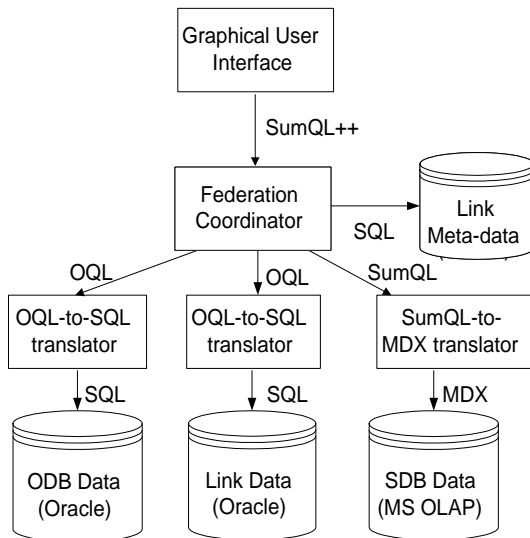 Graphical User
Interface
SumQL++
Federation
Coordinator
SQL
Link
Meta-data
OQL
OQL
SumQL
OQL-to-SQL
translator
OQL-to-SQL
translator
SumQL-to-
MDX translator
SQL
SQL
MDX
ODB Data
(Oracle)
Link Data
(Oracle)
SDB Data
(MS OLAP)